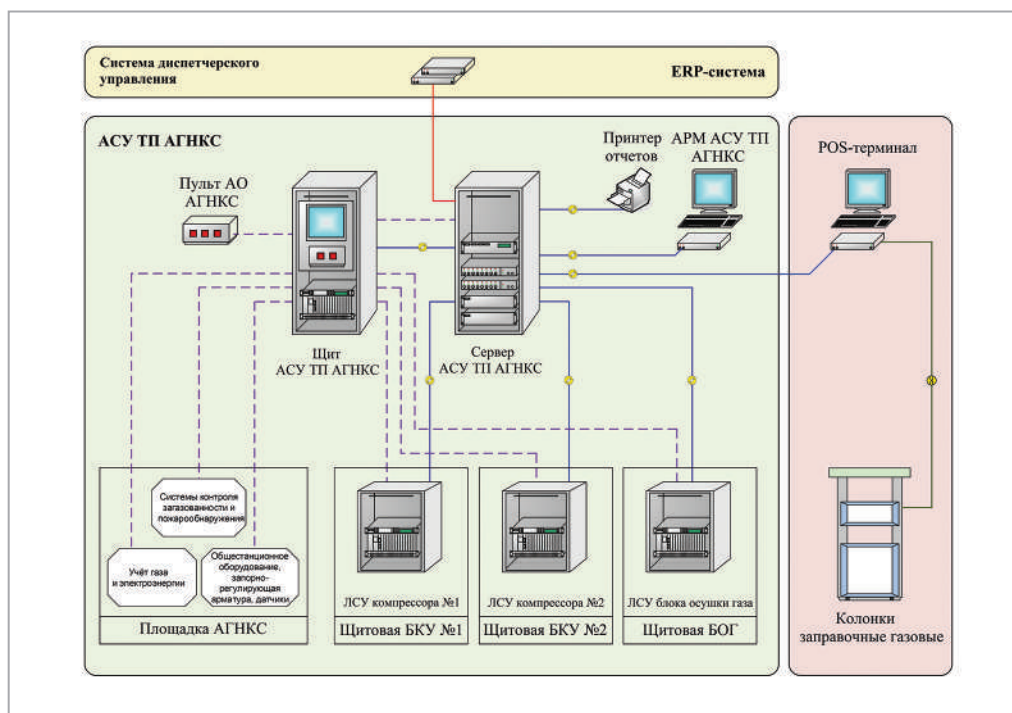 Система диспетчерского
управления
ERP-система
АСУ ТП АГНКС
Пульт АО
АГНКС
Принтер
отчетов
АРМ АСУ ТП
АГНКС
POS-терминал
Щит
АСУ ТП АГНКС
Сервер
АСУ ТП АГНКС
Системы контроля
загазованности и
пожарообнаружения
Учёт газа
и электроэнергии
Общестанционное
оборудование,
запорно-
регулирующая
арматура, датчики
Площадка АГНКС
ЛСУ компрессора №1
Щитовая БКУ №1
ЛСУ компрессора №2
Щитовая БКУ №2
ЛСУ блока осушки газа
Щитовая БОГ
Колонки
заправочные газовые